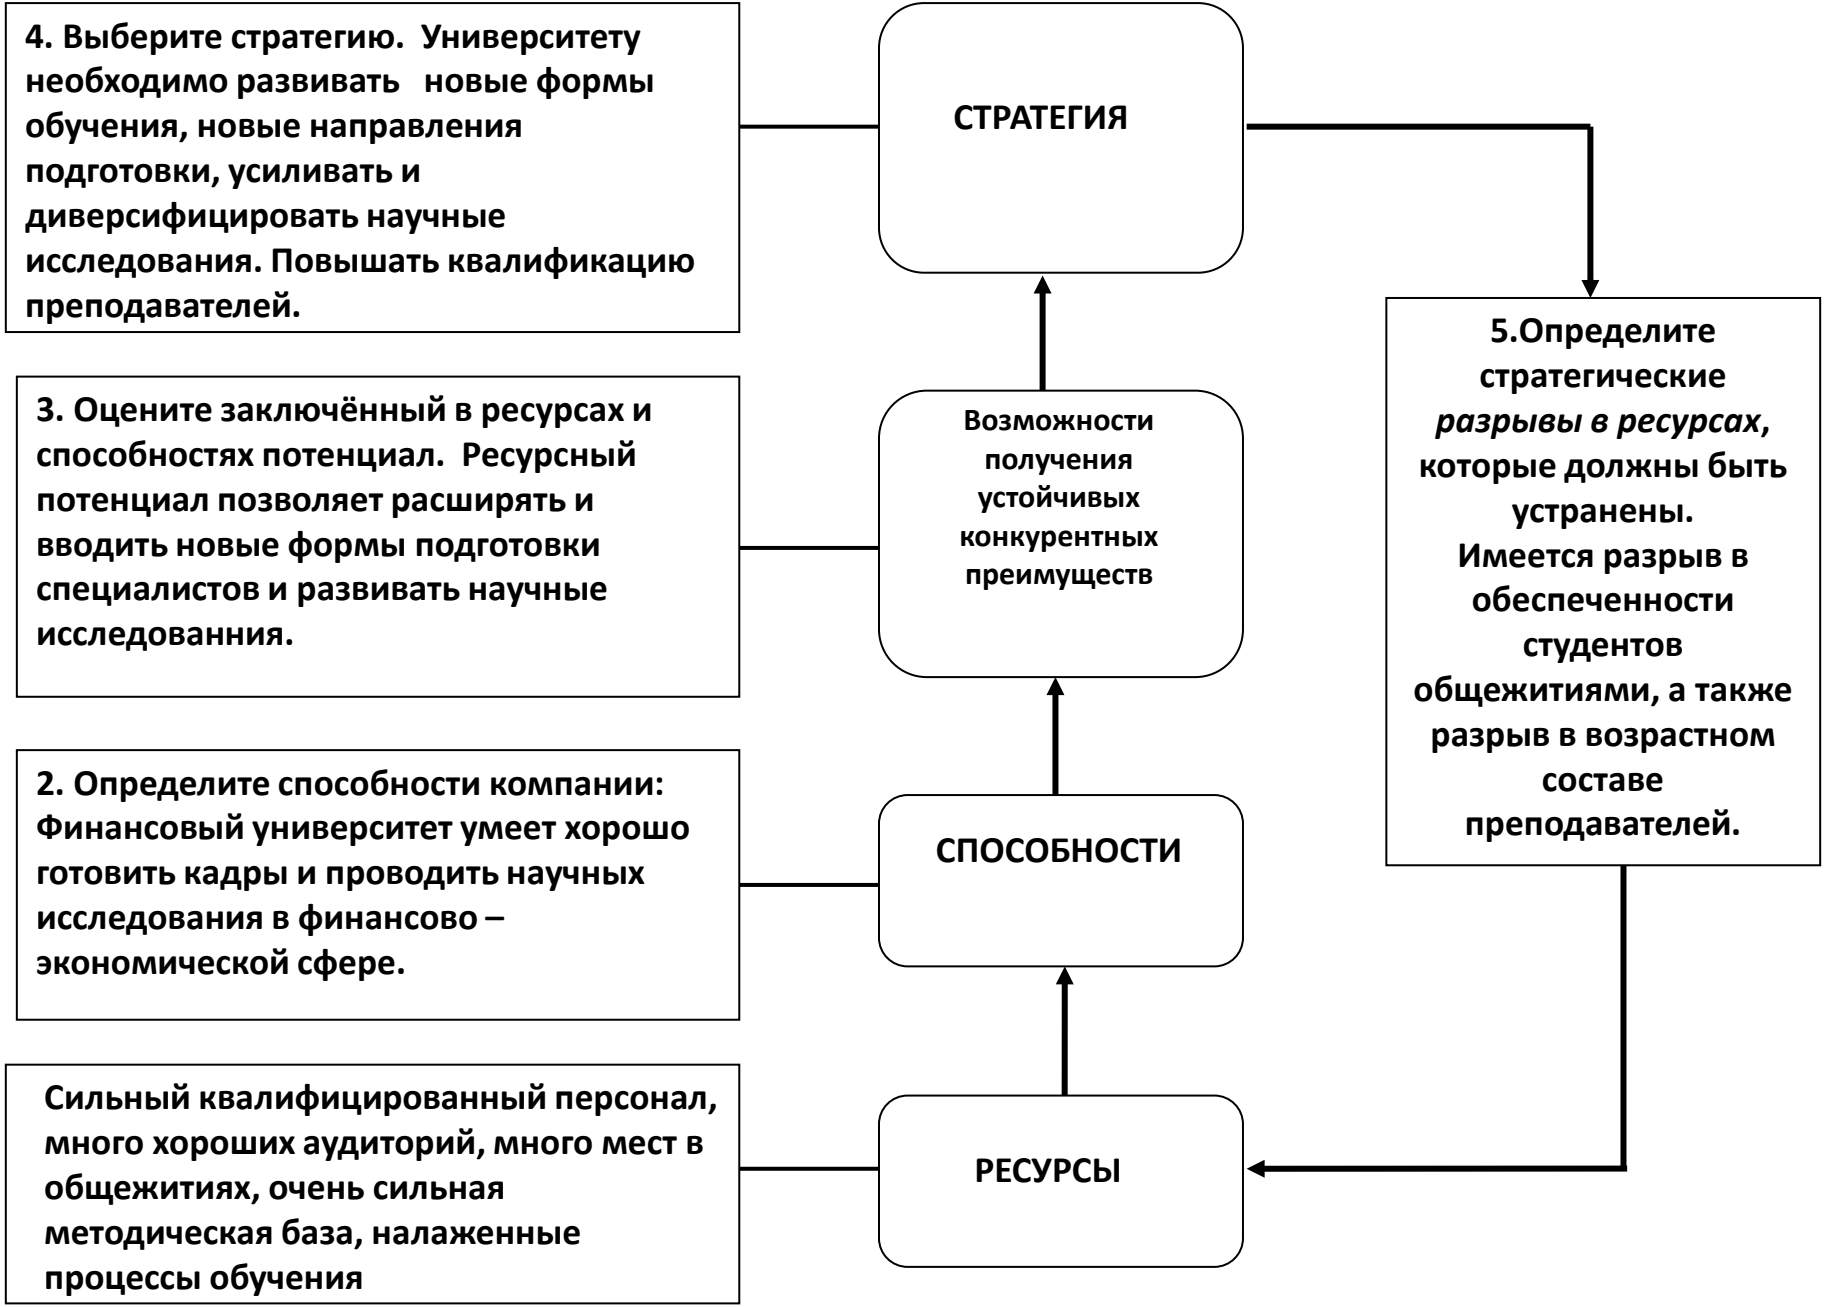 4. Выберите стратегию. Университету
необходимо развивать новые формы
обучения, новые направления
подготовки, усиливать и
диверсифицировать научные
исследования. Повышать квалификацию
преподавателей.
СТРАТЕГИЯ
3. Оцените заключённый в ресурсах и
способностях потенциал. Ресурсный
потенциал позволяет расширять и
вводить новые формы подготовки
специалистов и развивать научные
исследованния.
Возможности
получения
устойчивых
конкурентных
преимуществ
5.Определите
стратегические
разрывы в ресурсах,
которые должны быть
устранены.
Имеется разрыв в
обеспеченности
студентов
общежитиями, а также
разрыв в возрастном
составе
преподавателей.
2. Определите способности компании:
Финансовый университет умеет хорошо
готовить кадры и проводить научных
исследования в финансово –
экономической сфере.
СПОСОБНОСТИ
Сильный квалифицированный персонал,
много хороших аудиторий, много мест в
общежитиях, очень сильная
методическая база, налаженные
процессы обучения
РЕСУРСЫ